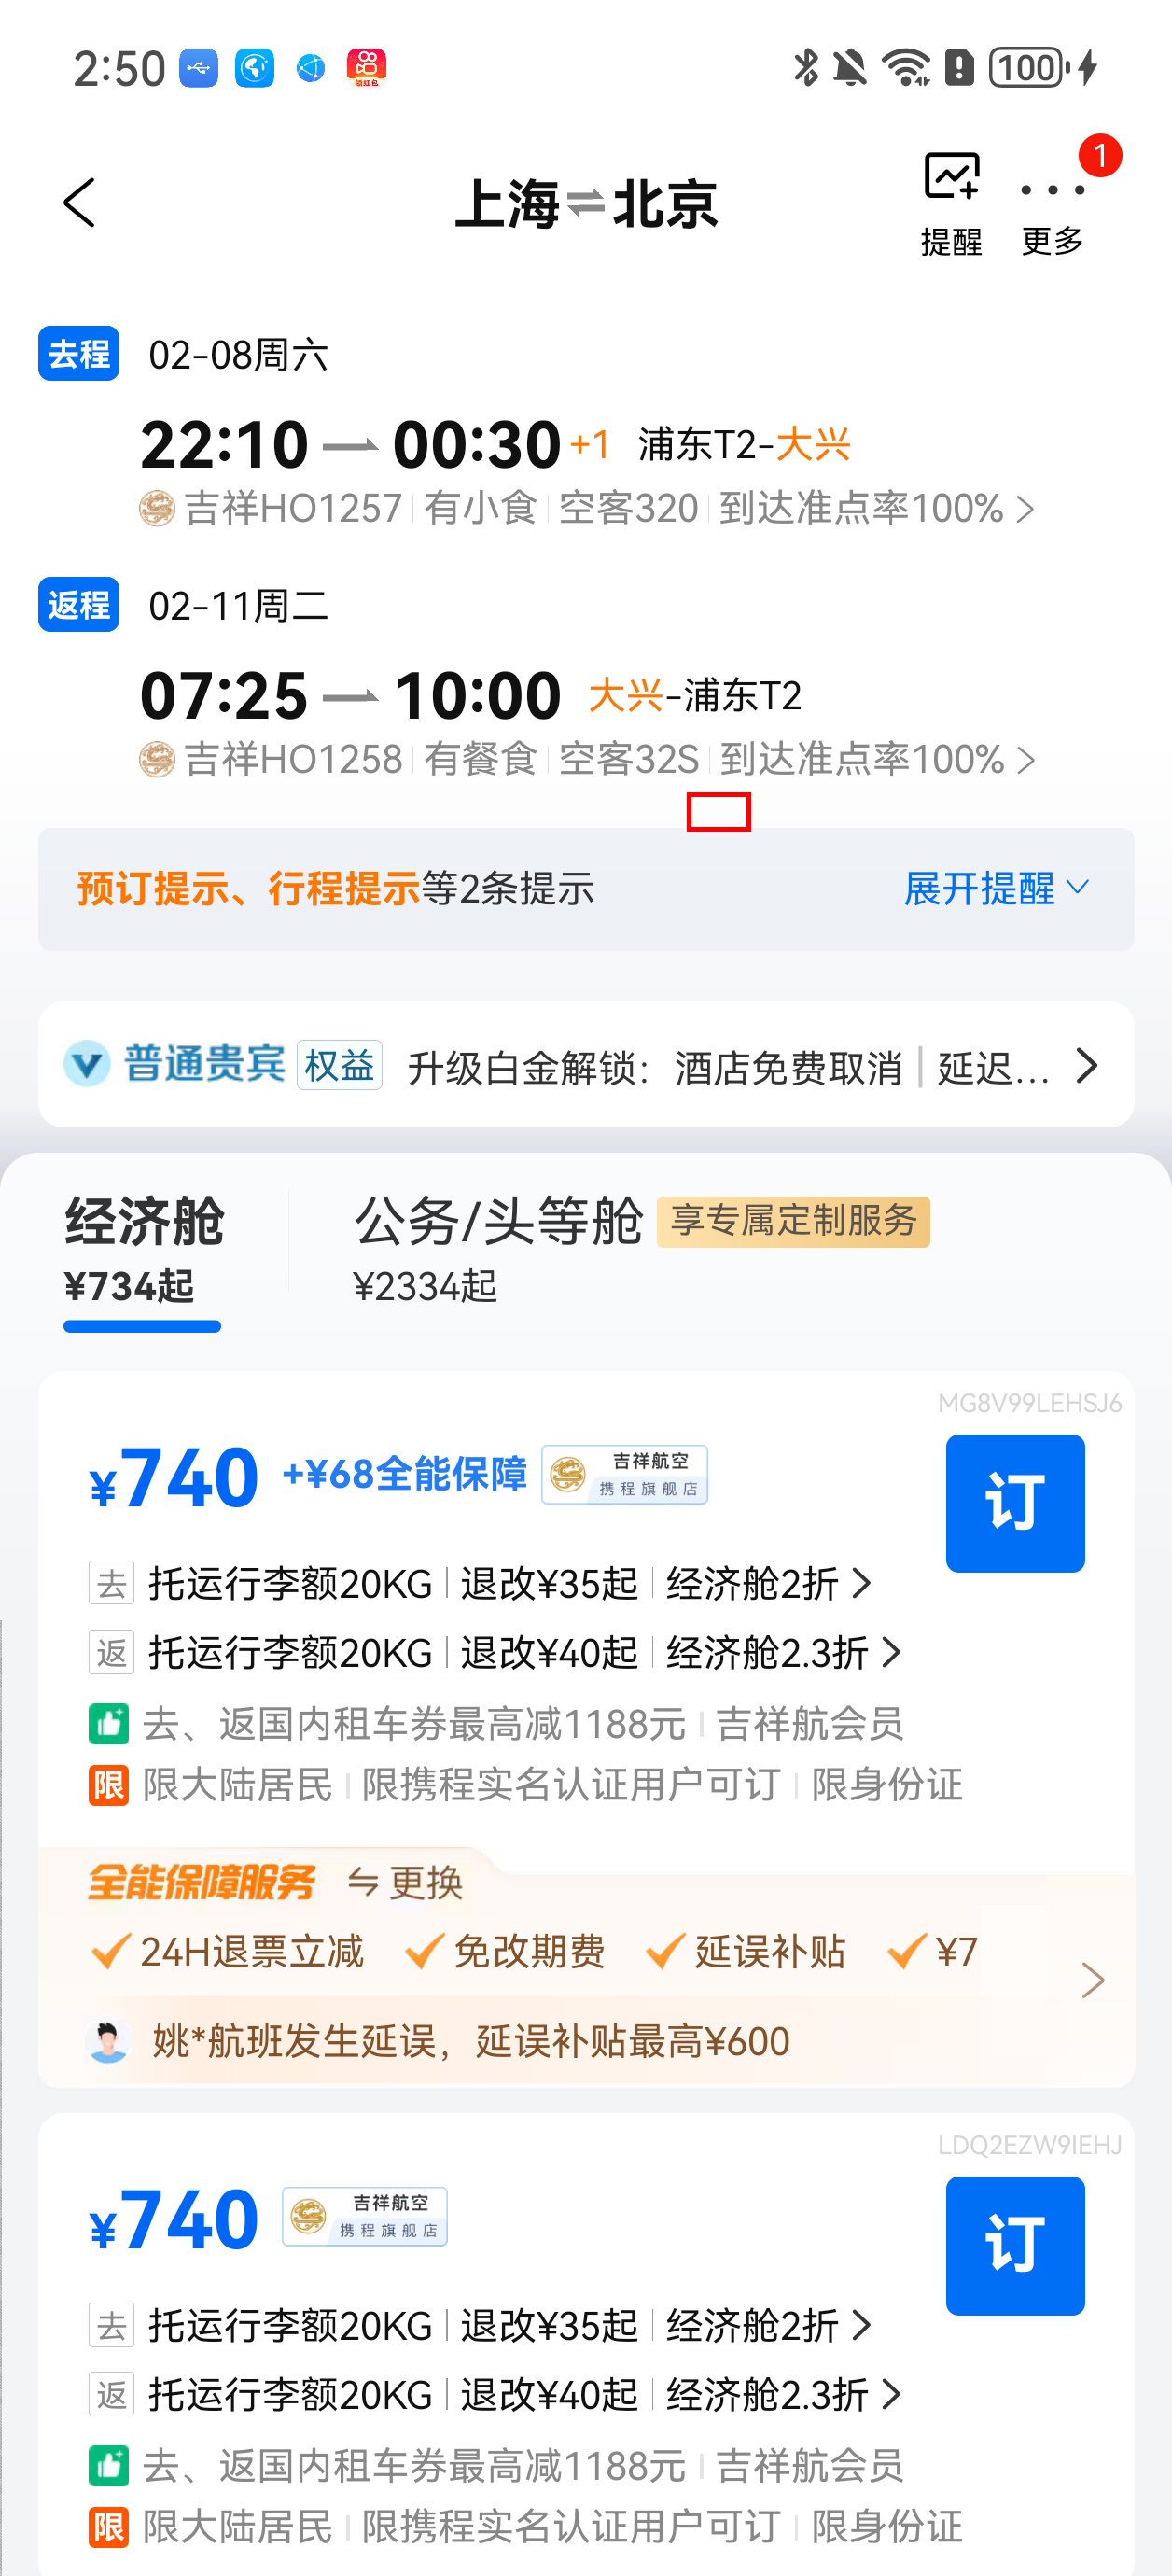 2:50 领红包 100
上海⇌北京
1
提醒 更多
去程 02-08周六
22:10 00:30 +1 浦东T2-大兴
吉祥HO1257 有小食 空客320 到达准点率100% >
返程 02-11周二
07:25 10:00 大兴-浦东T2
吉祥HO1258 有餐食 空客32S 到达准点率100% >
预订提示、行程提示等2条提示 展开提醒
普通贵宾 权益 升级白金解锁：酒店免费取消 | 延迟... >
经济舱 公务/头等舱 享专属定制服务
¥734起 ¥2334起
MG8V99LEHSJ6
¥740 +¥68全能保障 吉祥航空 携程旗舰店 订
去 托运行李额20KG | 退改¥35起 | 经济舱2折 >
返 托运行李额20KG | 退改¥40起 | 经济舱2.3折 >
去、返国内租车券最高减1188元 | 吉祥航会员
限 限大陆居民 | 限携程实名认证用户可订 | 限身份证
全能保障服务 ⇋ 更换
24H退票立减 免改期费 延误补贴 ¥7 >
姚*航班发生延误，延误补贴最高¥600
LDQ2EZW9IEHJ
¥740 吉祥航空 携程旗舰店 订
去 托运行李额20KG | 退改¥35起 | 经济舱2折 >
返 托运行李额20KG | 退改¥40起 | 经济舱2.3折 >
去、返国内租车券最高减1188元 | 吉祥航会员
限 限大陆居民 | 限携程实名认证用户可订 | 限身份证